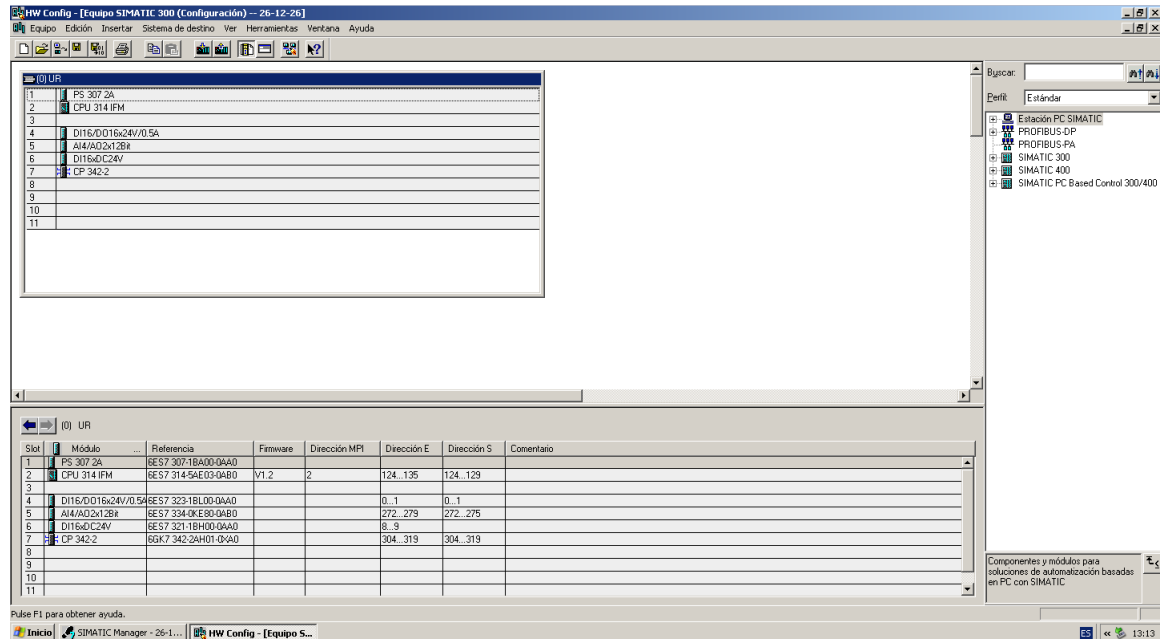 HW Config - [Equipo SIMATIC 300 (Configuración) -- 26-12-26]
Equipo Edición Insertar Sistema de destino Ver Herramientas Ventana Ayuda
(0) UR
1 PS 307 2A
2 CPU 314 IFM
3
4 DI16/DO16x24V/0.5A
5 AI4/AO2x12Bit
6 DI16xDC24V
7 CP 342-2
8
9
10
11
Buscar:
Perfil: Estándar
Estación PC SIMATIC
PROFIBUS-DP
PROFIBUS-PA
SIMATIC 300
SIMATIC 400
SIMATIC PC Based Control 300/400
(0) UR
Slot Módulo ... Referencia Firmware Dirección MPI Dirección E Dirección S Comentario
1 PS 307 2A 6ES7 307-1BA00-0AA0
2 CPU 314 IFM 6ES7 314-5AE03-0AB0 V1.2 2 124...135 124...129
3
4 DI16/DO16x24V/0.5A 6ES7 323-1BL00-0AA0 0...1 0...1
5 AI4/AO2x12Bit 6ES7 334-0KE80-0AB0 272...279 272...275
6 DI16xDC24V 6ES7 321-1BH00-0AA0 8...9
7 CP 342-2 6GK7 342-2AH01-0XA0 304...319 304...319
8
9
10
11
Componentes y módulos para
soluciones de automatización basadas
en PC con SIMATIC
Pulse F1 para obtener ayuda.
Inicio SIMATIC Manager - 26-1... HW Config - [Equipo S... ES « 13:13